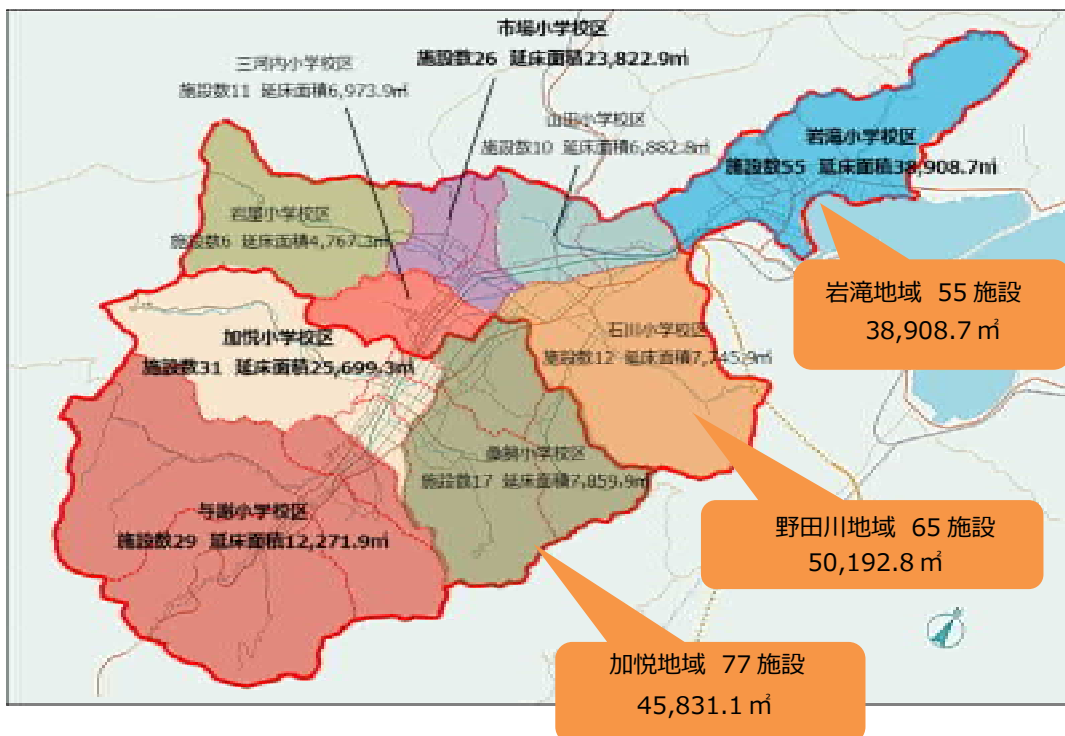 市場小学校区
施設数26 延床面積23,822.9㎡
三河内小学校区
施設数11 延床面積6,973.9㎡
山田小学校区
施設数10 延床面積6,882.8㎡
岩滝小学校区
施設数55 延床面積38,908.7㎡
岩屋小学校区
施設数6 延床面積4,767.3㎡
岩滝地域 55 施設
38,908.7 ㎡
加悦小学校区
施設数31 延床面積25,699.3㎡
石川小学校区
施設数12 延床面積7,745.9㎡
桑飼小学校区
施設数17 延床面積7,859.9㎡
与謝小学校区
施設数29 延床面積12,271.9㎡
野田川地域 65 施設
50,192.8 ㎡
加悦地域 77 施設
45,831.1 ㎡